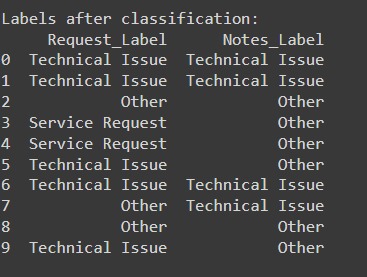 Labels after classification:
     Request_Label      Notes_Label
0  Technical Issue  Technical Issue
1  Technical Issue  Technical Issue
2            Other            Other
3  Service Request            Other
4  Service Request            Other
5  Technical Issue            Other
6  Technical Issue  Technical Issue
7            Other  Technical Issue
8            Other            Other
9  Technical Issue            Other